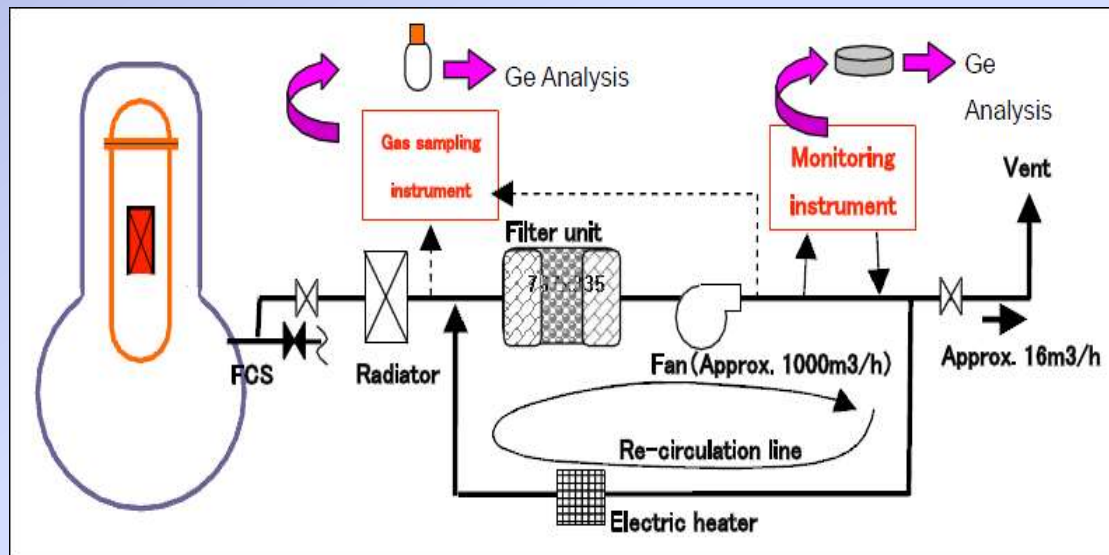 Ge Analysis
Ge
Analysis
Gas sampling
instrument
Monitoring
instrument
Vent
Filter unit
FCS
Radiator
Fan(Approx. 1000m3/h)
Approx. 16m3/h
Re-circulation line
Electric heater